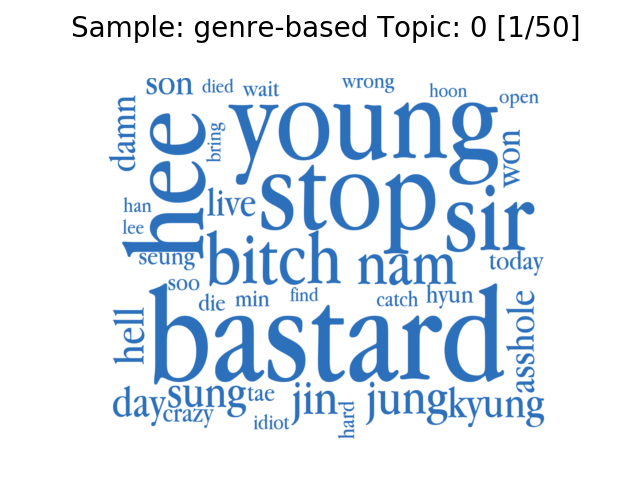 Sample: genre-based Topic: 0 [1/50]
son died wait wrong hoon open
damn hee bring young won
han live stop sir
lee
seung bitch nam today
soo die min find catch hyun
hell bastard asshole
day sung tae jin jung kyung
crazy idiot hard